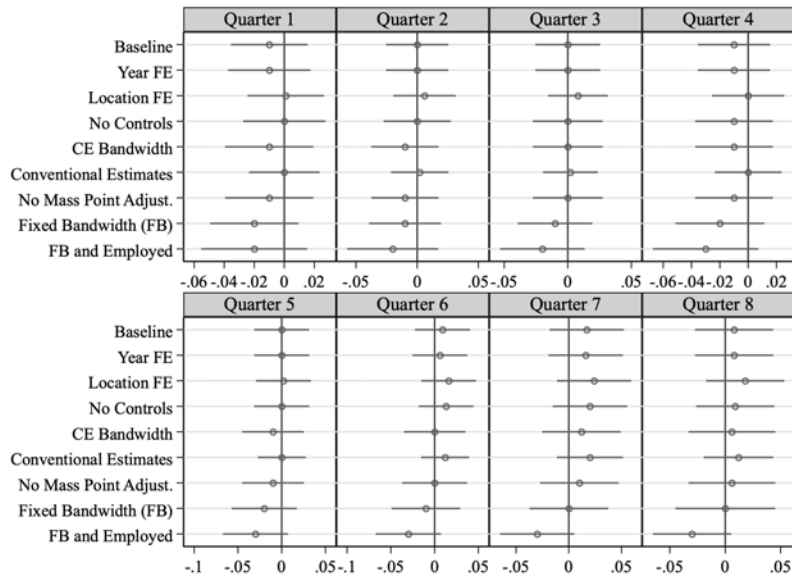 Quarter 1 Quarter 2 Quarter 3 Quarter 4
Baseline
Year FE
Location FE
No Controls
CE Bandwidth
Conventional Estimates
No Mass Point Adjust.
Fixed Bandwidth (FB)
FB and Employed
-.06 -.04 -.02 0 .02 -.05 0 .05 -.05 0 .05 -.06 -.04 -.02 0 .02
Quarter 5 Quarter 6 Quarter 7 Quarter 8
Baseline
Year FE
Location FE
No Controls
CE Bandwidth
Conventional Estimates
No Mass Point Adjust.
Fixed Bandwidth (FB)
FB and Employed
-.1 -.05 0 .05 -.1 -.05 0 .05 -.05 0 .05 -.05 0 .05